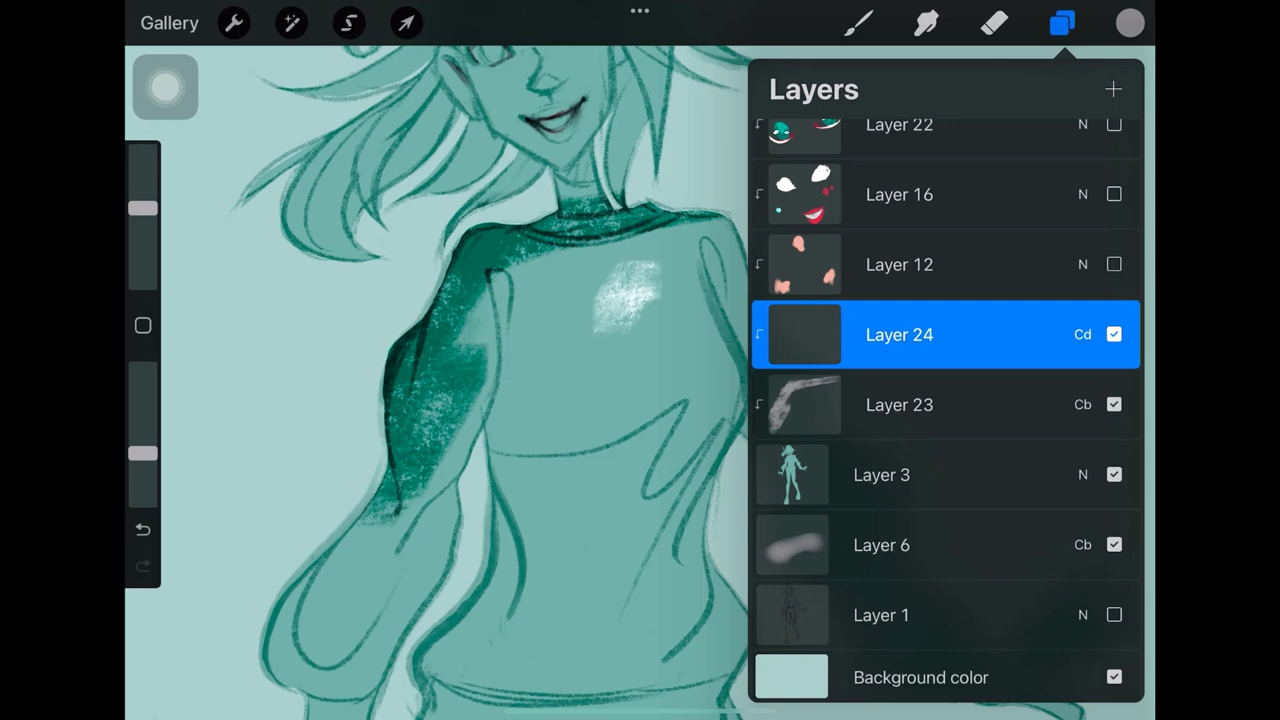 Gallery
Layers
Layer 22 N
Layer 16 N
Layer 12 N
Layer 24 Cd
Layer 23 Cb
Layer 3 N
Layer 6 Cb
Layer 1 N
Background color